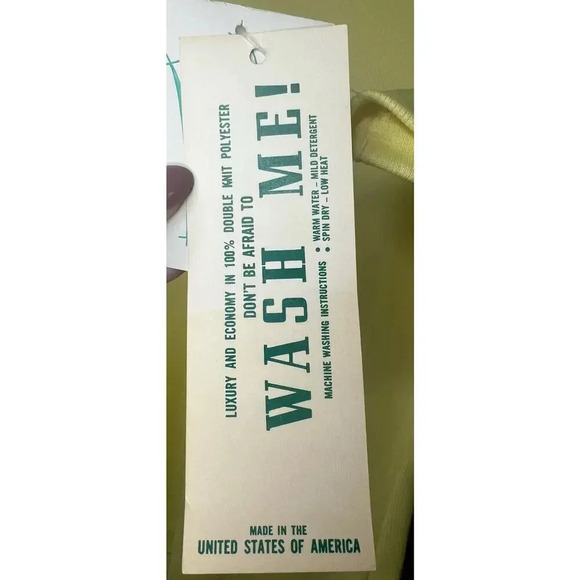 LUXURY AND ECONOMY IN 100% DOUBLE KNIT POLYESTER
DON'T BE AFRAID TO
WASH ME!
MACHINE WASHING INSTRUCTIONS • WARM WATER – MILD DETERGENT
• SPIN DRY – LOW HEAT
MADE IN THE
UNITED STATES OF AMERICA